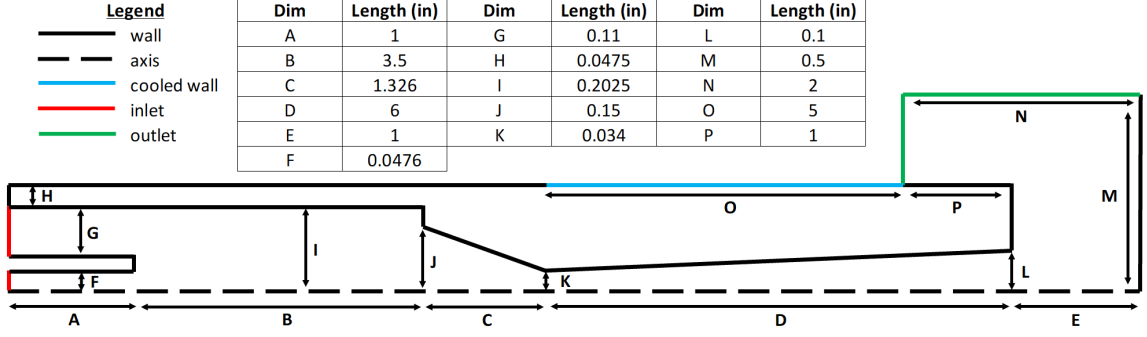 Legend
wall
axis
cooled wall
inlet
outlet
Dim Length (in) Dim Length (in) Dim Length (in)
A 1 G 0.11 L 0.1
B 3.5 H 0.0475 M 0.5
C 1.326 I 0.2025 N 2
D 6 J 0.15 O 5
E 1 K 0.034 P 1
F 0.0476
N
H
O
P
M
G
I
J
F
K
L
A
B
C
D
E